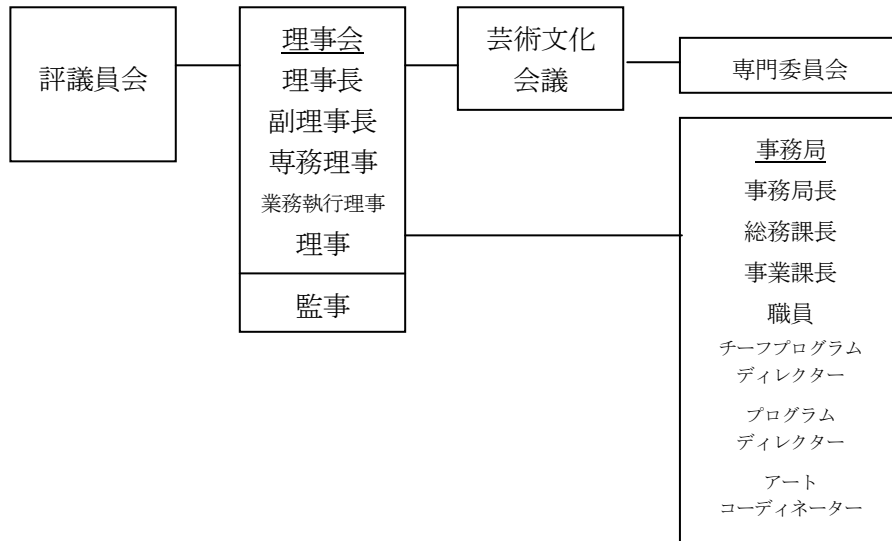 評議員会
理事会
理事長
副理事長
専務理事
業務執行理事
理事
監事
芸術文化
会議
専門委員会
事務局
事務局長
総務課長
事業課長
職員
チーフプログラム
ディレクター
プログラム
ディレクター
アート
コーディネーター